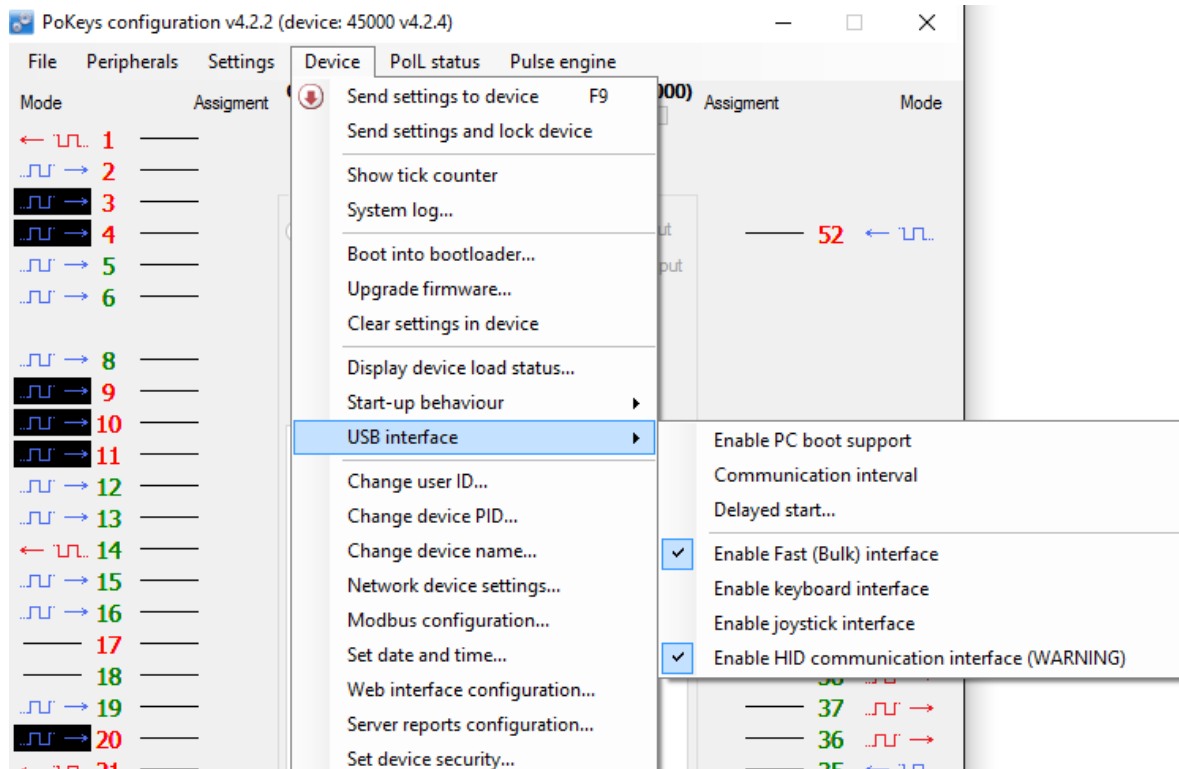 PoKeys configuration v4.2.2 (device: 45000 v4.2.4)
File Peripherals Settings Device PoIL status Pulse engine
Mode Assigment 000) Assigment Mode
Send settings to device F9
Send settings and lock device
Show tick counter
System log...
Boot into bootloader...
Upgrade firmware...
Clear settings in device
Display device load status...
Start-up behaviour
USB interface
Change user ID...
Change device PID...
Change device name...
Network device settings...
Modbus configuration...
Set date and time...
Web interface configuration...
Server reports configuration...
Set device security...
Enable PC boot support
Communication interval
Delayed start...
Enable Fast (Bulk) interface
Enable keyboard interface
Enable joystick interface
Enable HID communication interface (WARNING)
1
2
3
4
5
6
8
9
10
11
12
13
14
15
16
17
18
19
20
21
ut
put
52
37
36
35